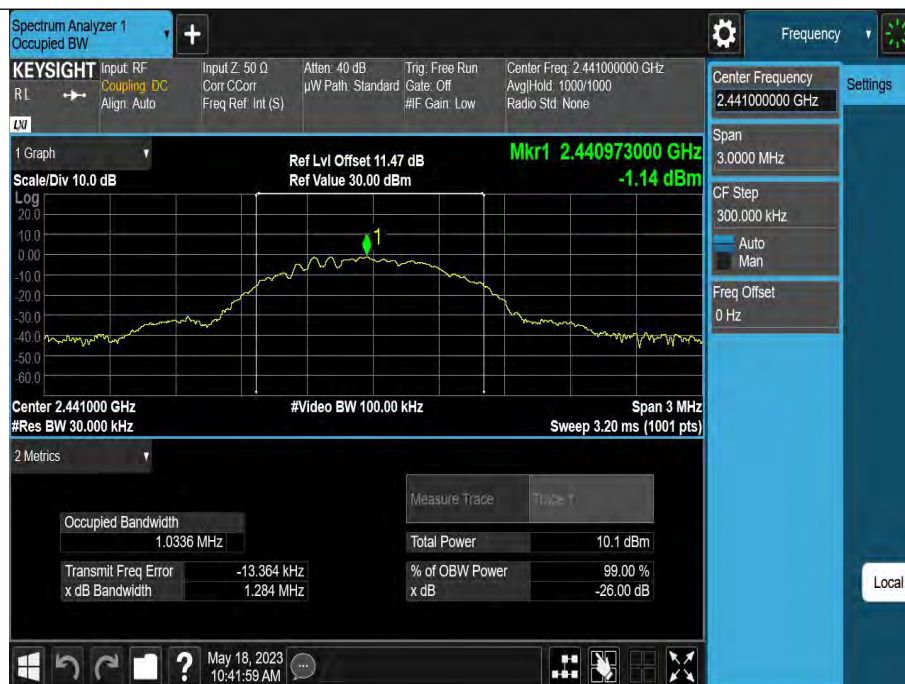 Spectrum Analyzer 1
Occupied BW
Frequency
KEYSIGHT
RL
LXI
Input: RF
Coupling: DC
Align: Auto
Input Z: 50 Ω
Corr CCorr
Freq Ref: Int (S)
Atten: 40 dB
µW Path: Standard
Trig: Free Run
Gate: Off
#IF Gain: Low
Center Freq: 2.441000000 GHz
Avg|Hold: 1000/1000
Radio Std: None
Center Frequency
2.441000000 GHz
Settings
Span
3.0000 MHz
CF Step
300.000 kHz
Auto
Man
Freq Offset
0 Hz
Local
1 Graph
Scale/Div 10.0 dB
Ref Lvl Offset 11.47 dB
Ref Value 30.00 dBm
Mkr1 2.440973000 GHz
-1.14 dBm
Log
20.0
10.0
0.00
-10.0
-20.0
-30.0
-40.0
-50.0
-60.0
1
Center 2.441000 GHz
#Res BW 30.000 kHz
#Video BW 100.00 kHz
Span 3 MHz
Sweep 3.20 ms (1001 pts)
2 Metrics
Measure Trace
Trace 1
Occupied Bandwidth
1.0336 MHz
Total Power
10.1 dBm
Transmit Freq Error
-13.364 kHz
% of OBW Power
99.00 %
x dB Bandwidth
1.284 MHz
x dB
-26.00 dB
?
May 18, 2023
10:41:59 AM